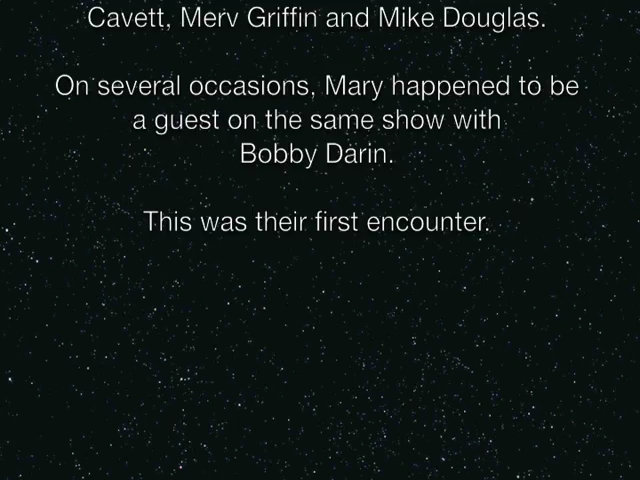 Cavett, Merv Griffin and Mike Douglas.
On several occasions, Mary happened to be
a guest on the same show with
Bobby Darin.
This was their first encounter.